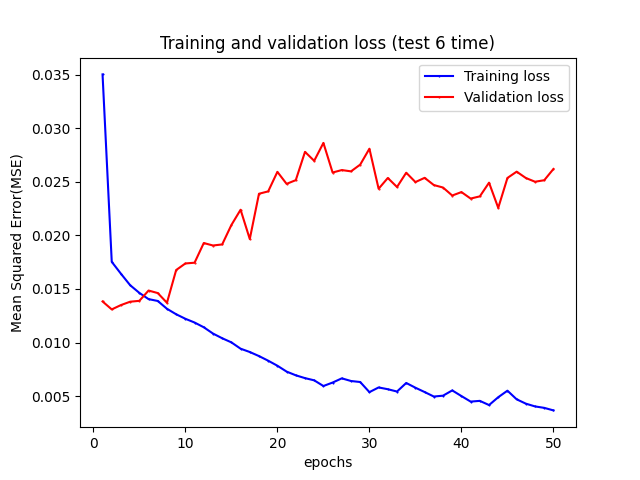 Training and validation loss (test 6 time)
Training loss
Validation loss
Mean Squared Error(MSE)
0.035
0.030
0.025
0.020
0.015
0.010
0.005
0 10 20 30 40 50
epochs